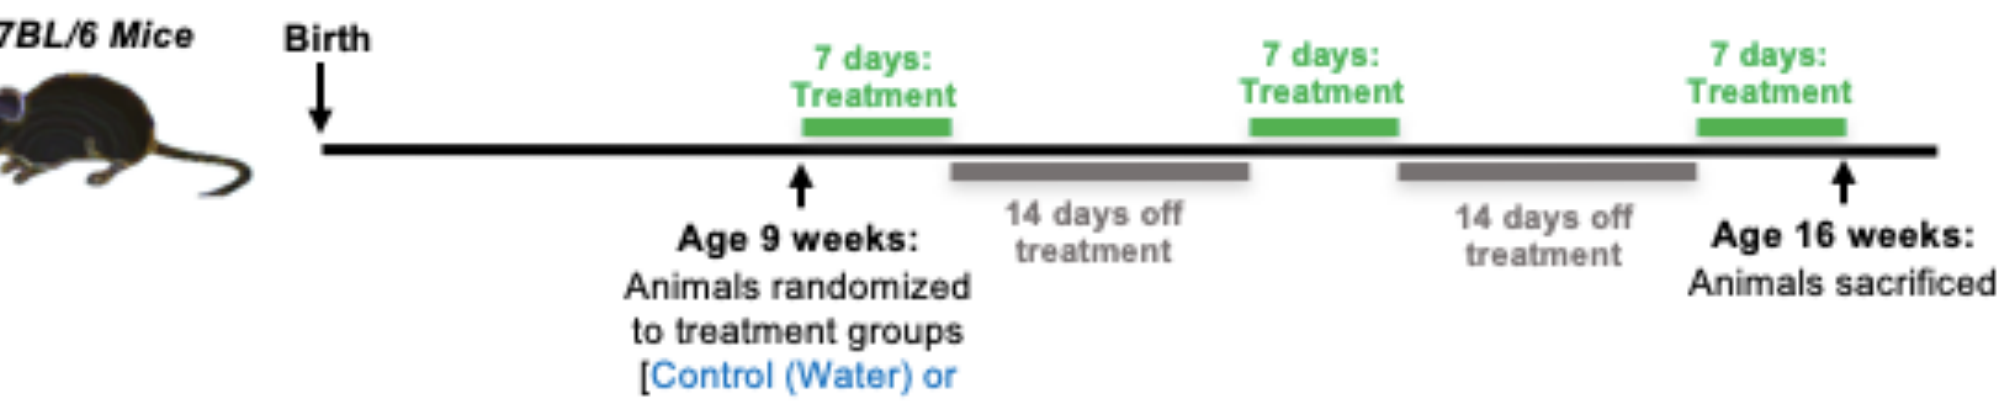 7BL/6 Mice
Birth
7 days:
Treatment
7 days:
Treatment
7 days:
Treatment
14 days off
treatment
14 days off
treatment
Age 9 weeks:
Animals randomized
to treatment groups
[Control (Water) or
Age 16 weeks:
Animals sacrificed